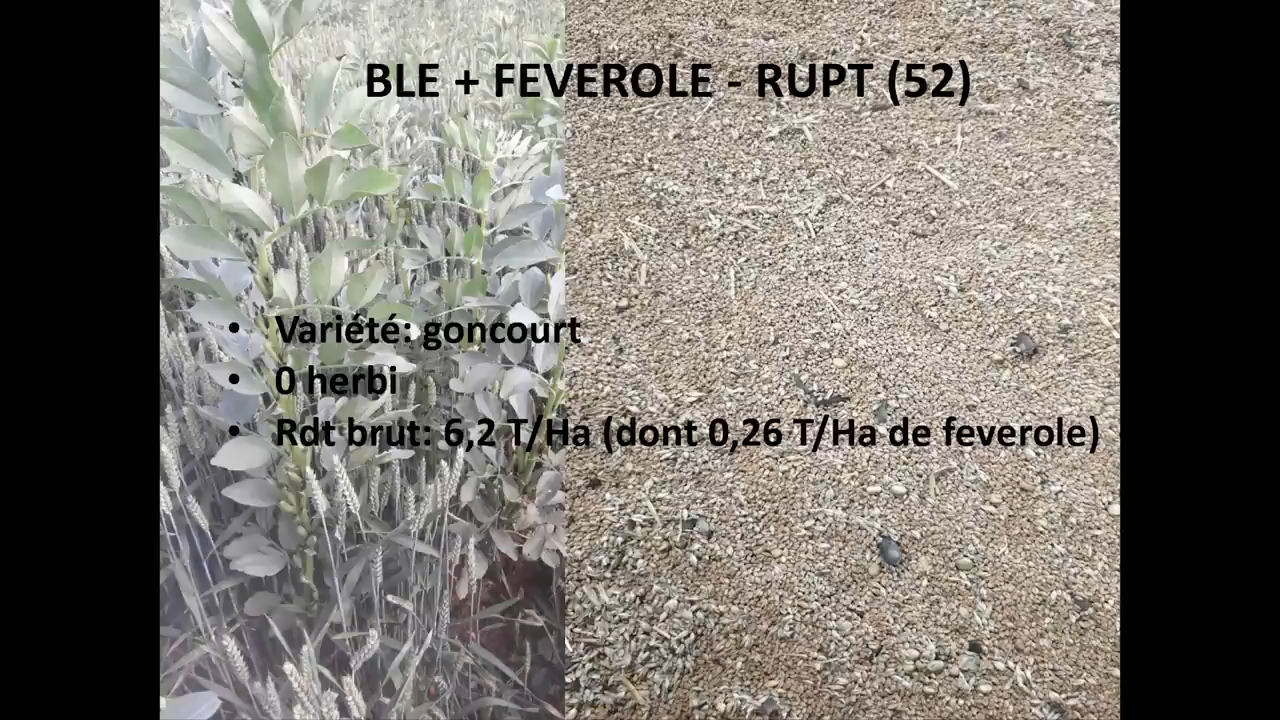 BLE + FEVEROLE - RUPT (52)
• Variété: goncourt
• 0 herbi
• Rdt brut: 6,2 T/Ha (dont 0,26 T/Ha de feverole)